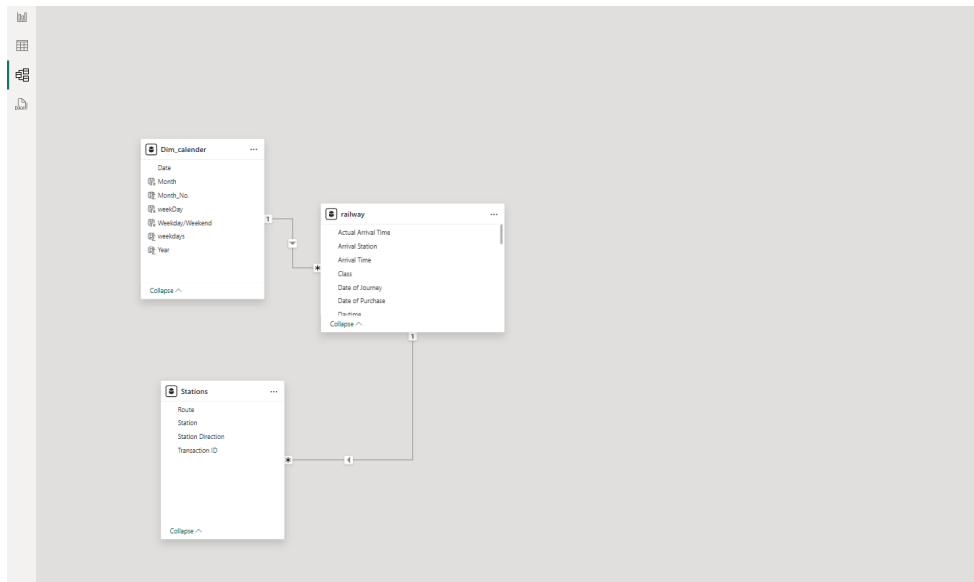 Dim_calender
Date
Month
Month_No.
weekDay
Weekday/Weekend
weekdays
Year
Collapse
1
*
railway
Actual Arrival Time
Arrival Station
Arrival Time
Class
Date of Journey
Date of Purchase
Daytime
Collapse
1
Stations
Route
Station
Station Direction
Transaction ID
*
Collapse